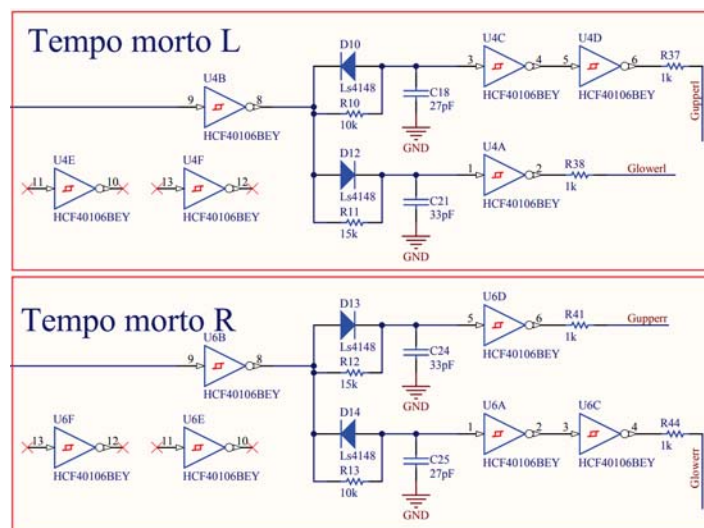 Tempo morto L
U4B
9
8
HCF40106BEY
U4E
11
10
HCF40106BEY
U4F
13
12
HCF40106BEY
D10
Ls4148
R10
10k
C18
27pF
GND
U4C
3
4
HCF40106BEY
U4D
5
6
HCF40106BEY
R37
1k
Gupperl
D12
Ls4148
R11
15k
C21
33pF
GND
U4A
1
2
HCF40106BEY
R38
1k
Glowerl
Tempo morto R
U6B
9
8
HCF40106BEY
U6F
13
12
HCF40106BEY
U6E
11
10
HCF40106BEY
D13
Ls4148
R12
15k
C24
33pF
GND
U6D
5
6
HCF40106BEY
R41
1k
Gupperr
D14
Ls4148
R13
10k
C25
27pF
GND
U6A
1
2
HCF40106BEY
U6C
3
4
HCF40106BEY
R44
1k
Glowerr